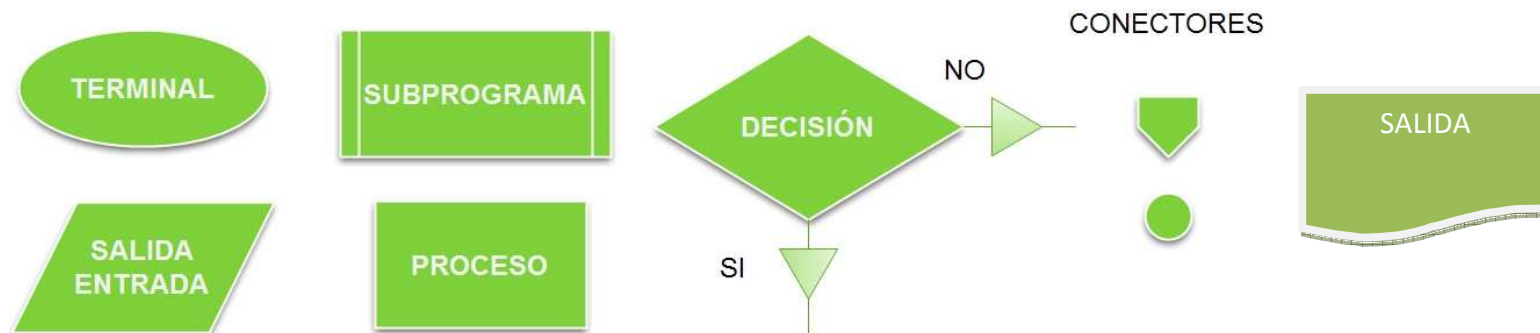 CONECTORES
TERMINAL
SUBPROGRAMA
DECISIÓN
NO
SALIDA
SALIDA
ENTRADA
PROCESO
SI